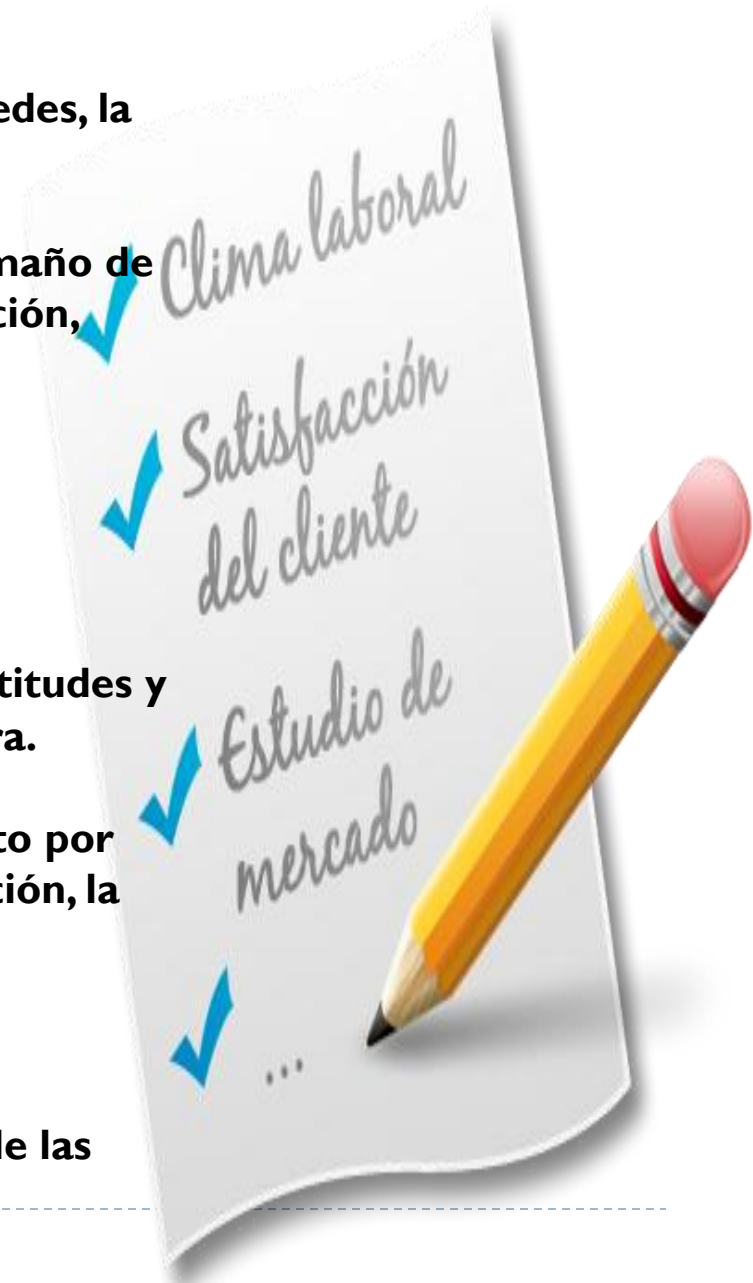 edes, la
maño de
ción,
titudes y
ra.
to por
ción, la
de las
Clima laboral
Satisfacción
del cliente
Estudio de
mercado
...